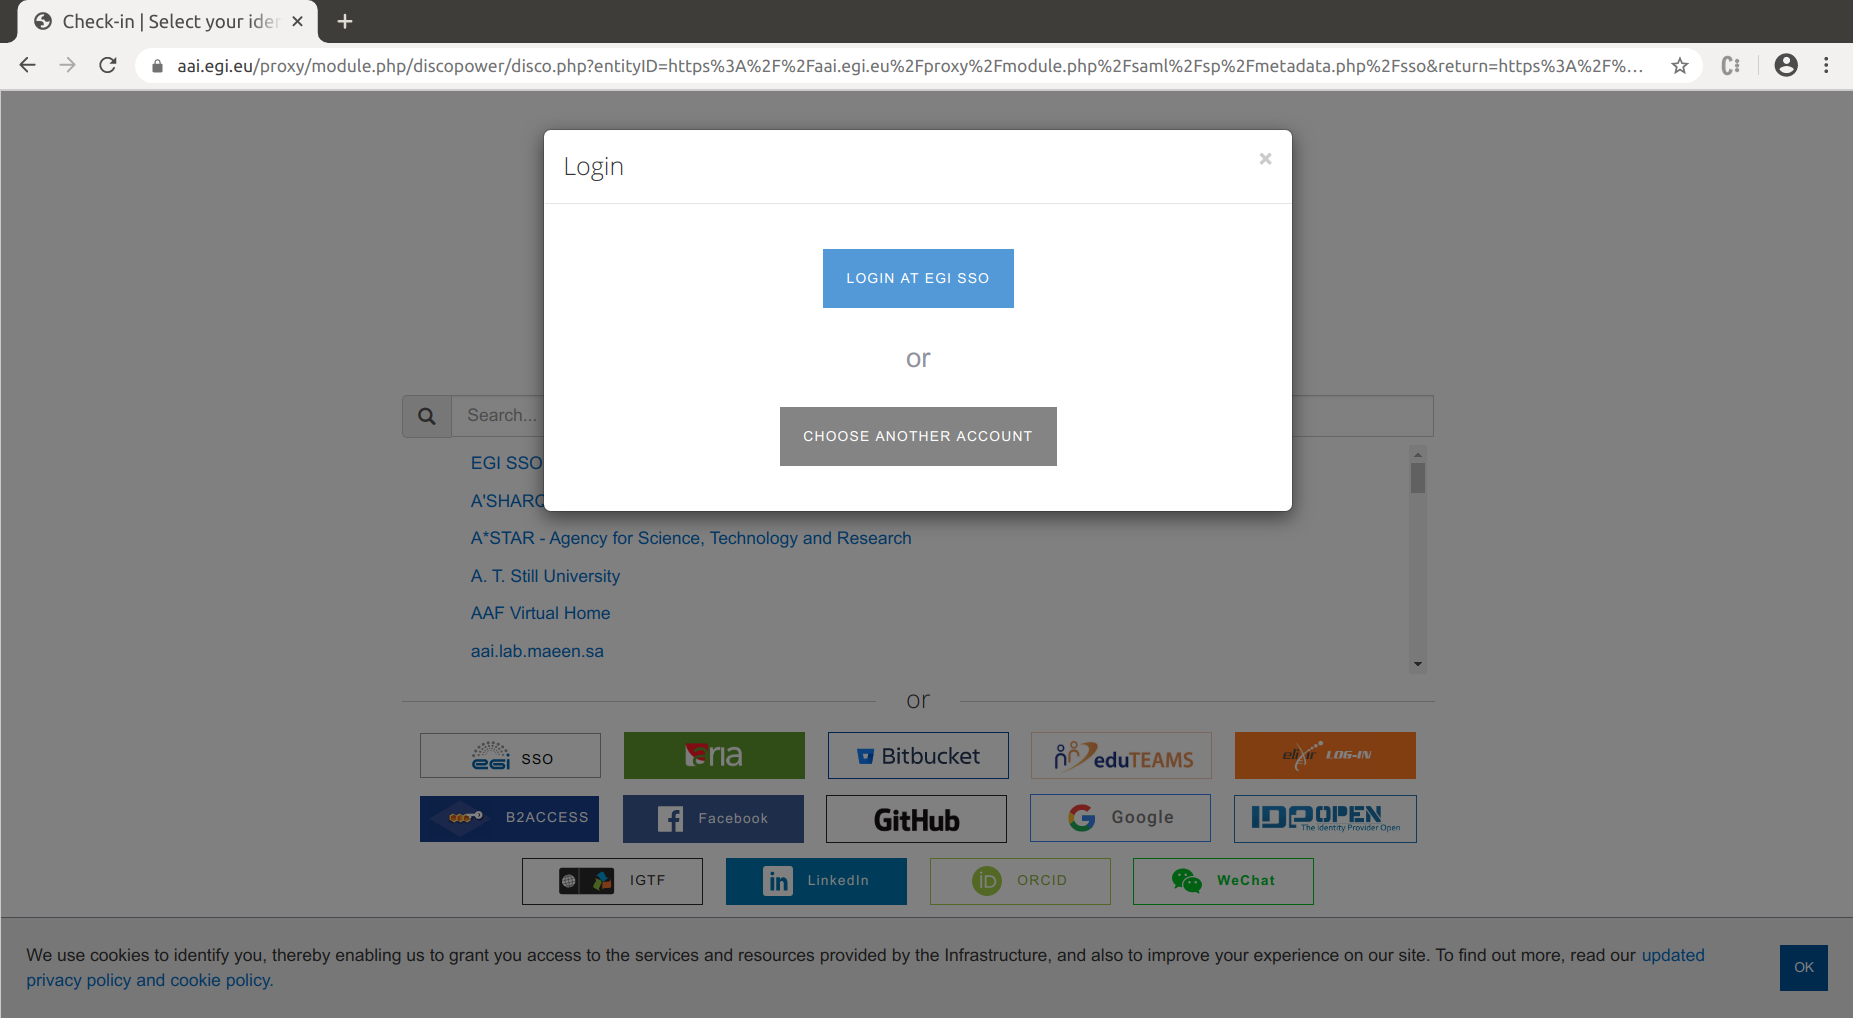 Check-in | Select your iden
aai.egi.eu/proxy/module.php/discopower/disco.php?entityID=https%3A%2F%2Faai.egi.eu%2Fproxy%2Fmodule.php%2Fsaml%2Fsp%2Fmetadata.php%2Fsso&return=https%3A%2F%...
Login
×
LOGIN AT EGI SSO
or
CHOOSE ANOTHER ACCOUNT
Search...
EGI SSO
A'SHARQ
A*STAR - Agency for Science, Technology and Research
A. T. Still University
AAF Virtual Home
aai.lab.maeen.sa
or
egi SSO
aria
Bitbucket
eduTEAMS
elixir LOG-IN
B2ACCESS
Facebook
GitHub
Google
IDPOPEN
The Identity Provider Open
IGTF
in LinkedIn
iD ORCID
WeChat
We use cookies to identify you, thereby enabling us to grant you access to the services and resources provided by the Infrastructure, and also to improve your experience on our site. To find out more, read our updated
privacy policy and cookie policy.
OK